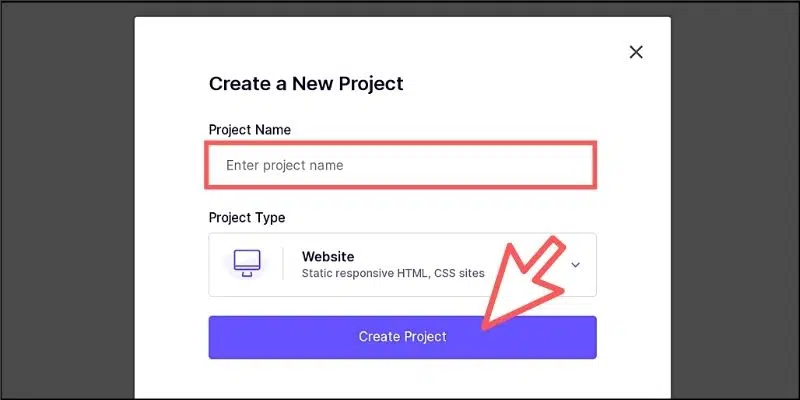 Create a New Project
Project Name
Enter project name
Project Type
Website
Static responsive HTML, CSS sites
Create Project